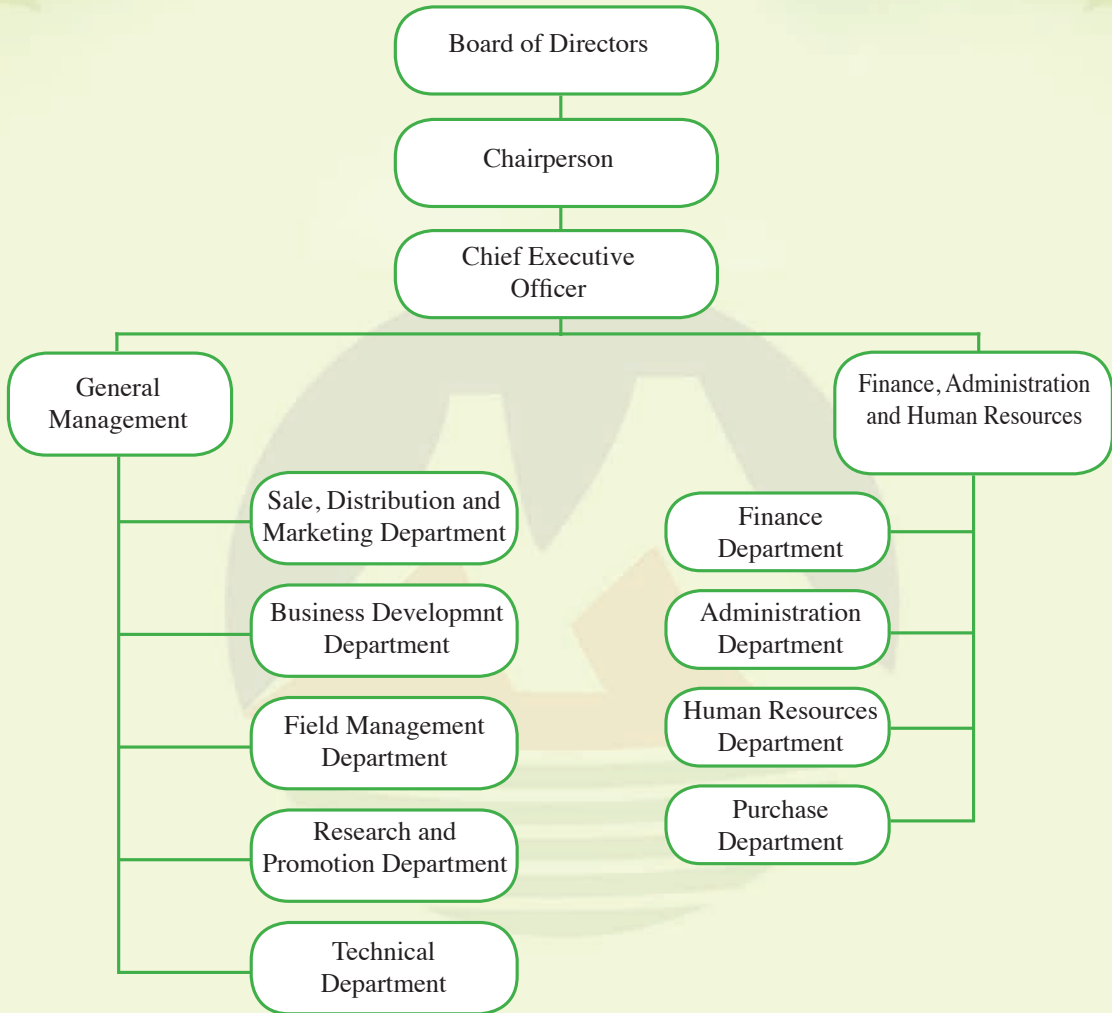 Board of Directors
Chairperson
Chief Executive
Officer
General
Management
Finance, Administration
and Human Resources
Sale, Distribution and
Marketing Department
Business Developmnt
Department
Field Management
Department
Research and
Promotion Department
Technical
Department
Finance
Department
Administration
Department
Human Resources
Department
Purchase
Department